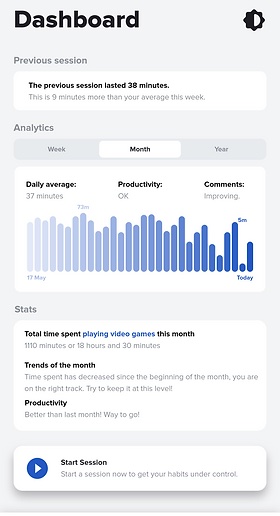 Dashboard
Previous session
The previous session lasted 38 minutes.
This is 9 minutes more than your average this week.
Analytics
Week Month Year
Daily average: Productivity: Comments:
37 minutes OK Improving.
73m
5m
17 May Today
Stats
Total time spent playing video games this month
1110 minutes or 18 hours and 30 minutes
Trends of the month
Time spent has decreased since the beginning of the month, you are
on the right track. Try to keep it at this level!
Productivity
Better than last month! Way to go!
Start Session
Start a session now to get your habits under control.